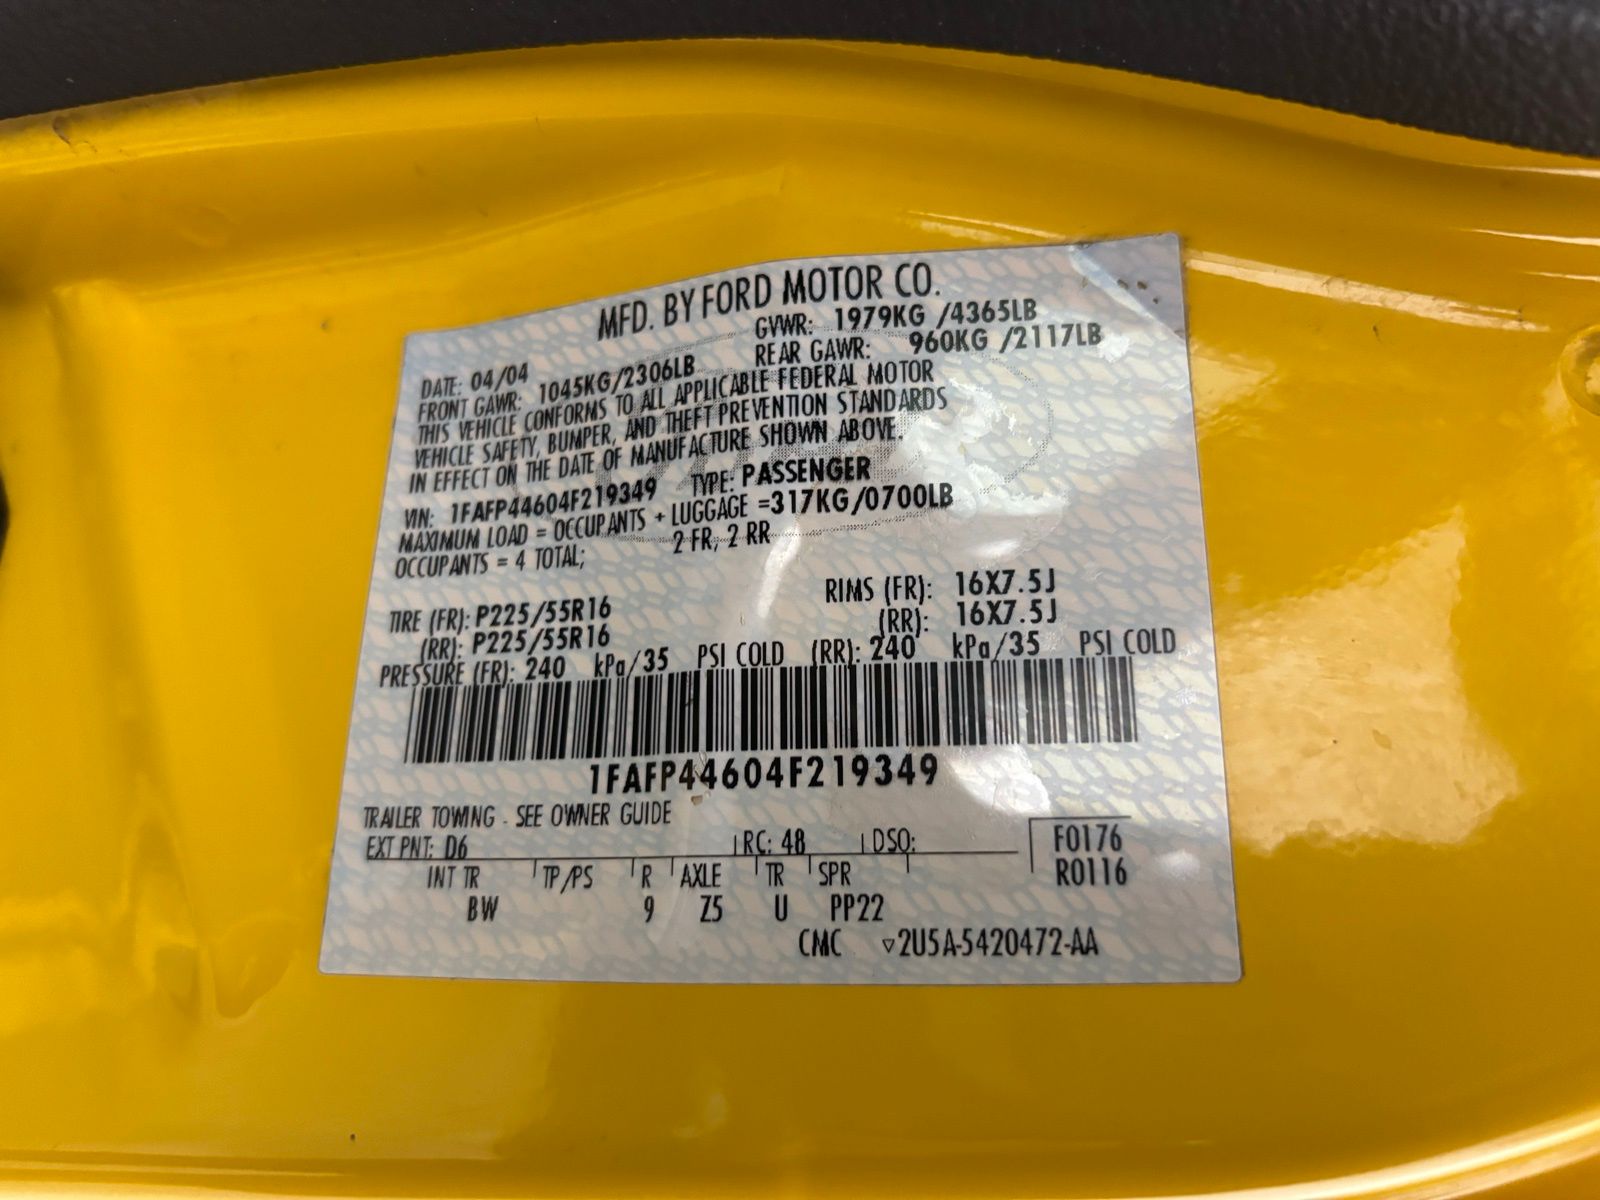 MFD. BY FORD MOTOR CO.
DATE: 04/04 GVWR: 1979KG /4365LB
FRONT GAWR: 1045KG/2306LB REAR GAWR: 960KG /2117LB
THIS VEHICLE CONFORMS TO ALL APPLICABLE FEDERAL MOTOR
VEHICLE SAFETY, BUMPER, AND THEFT PREVENTION STANDARDS
IN EFFECT ON THE DATE OF MANUFACTURE SHOWN ABOVE.
VIN: 1FAFP44604F219349 TYPE: PASSENGER
MAXIMUM LOAD = OCCUPANTS + LUGGAGE =317KG/0700LB
OCCUPANTS = 4 TOTAL; 2 FR, 2 RR
TIRE (FR): P225/55R16 RIMS (FR): 16X7.5J
(RR): P225/55R16 (RR): 16X7.5J
PRESSURE (FR): 240 kPa/35 PSI COLD (RR): 240 kPa/35 PSI COLD
1FAFP44604F219349
TRAILER TOWING - SEE OWNER GUIDE
EXT PNT: D6 RC: 48 DSO: F0176
R0116
INT TR TP/PS R AXLE TR SPR
BW 9 Z5 U PP22
CMC ▽2U5A-5420472-AA